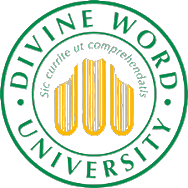 DIVINE WORD
Sic currite ut comprehendatis
UNIVERSITY